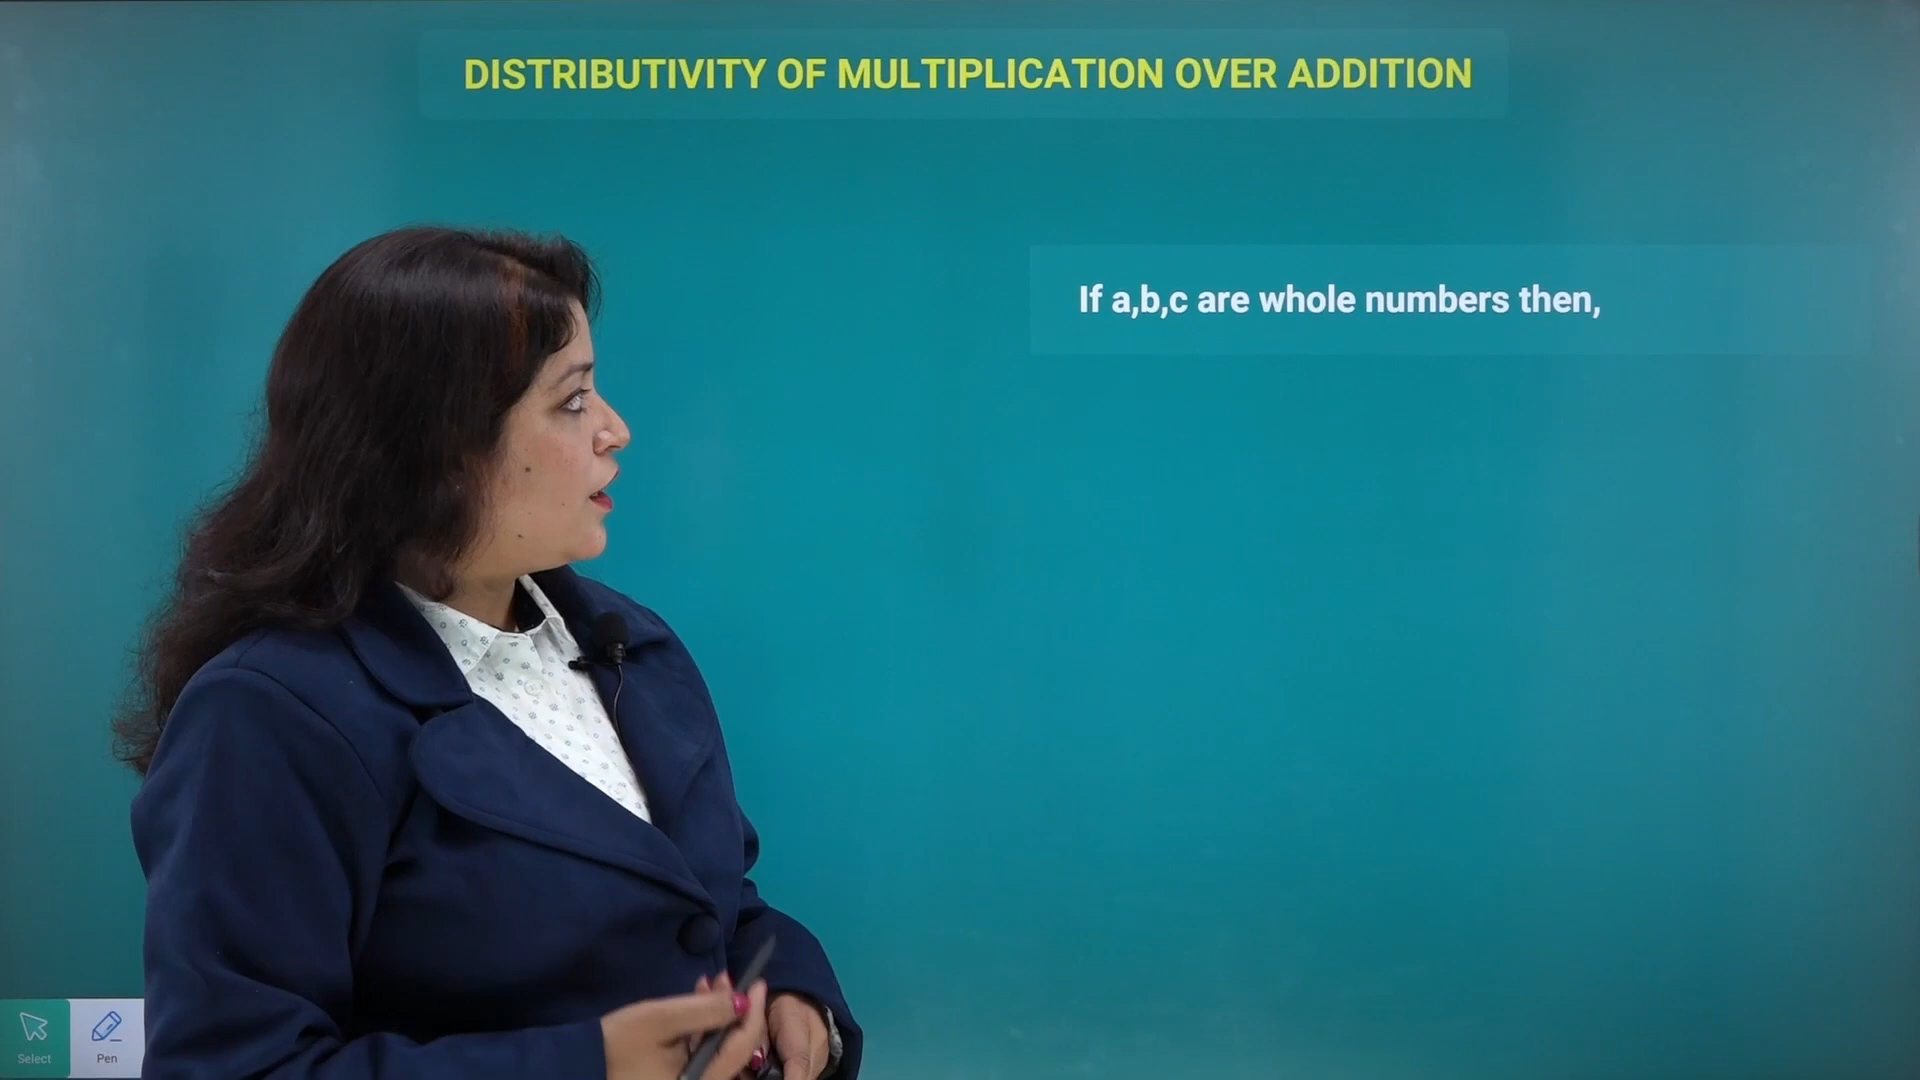 DISTRIBUTIVITY OF MULTIPLICATION OVER ADDITION
If a,b,c are whole numbers then,
Select
Pen